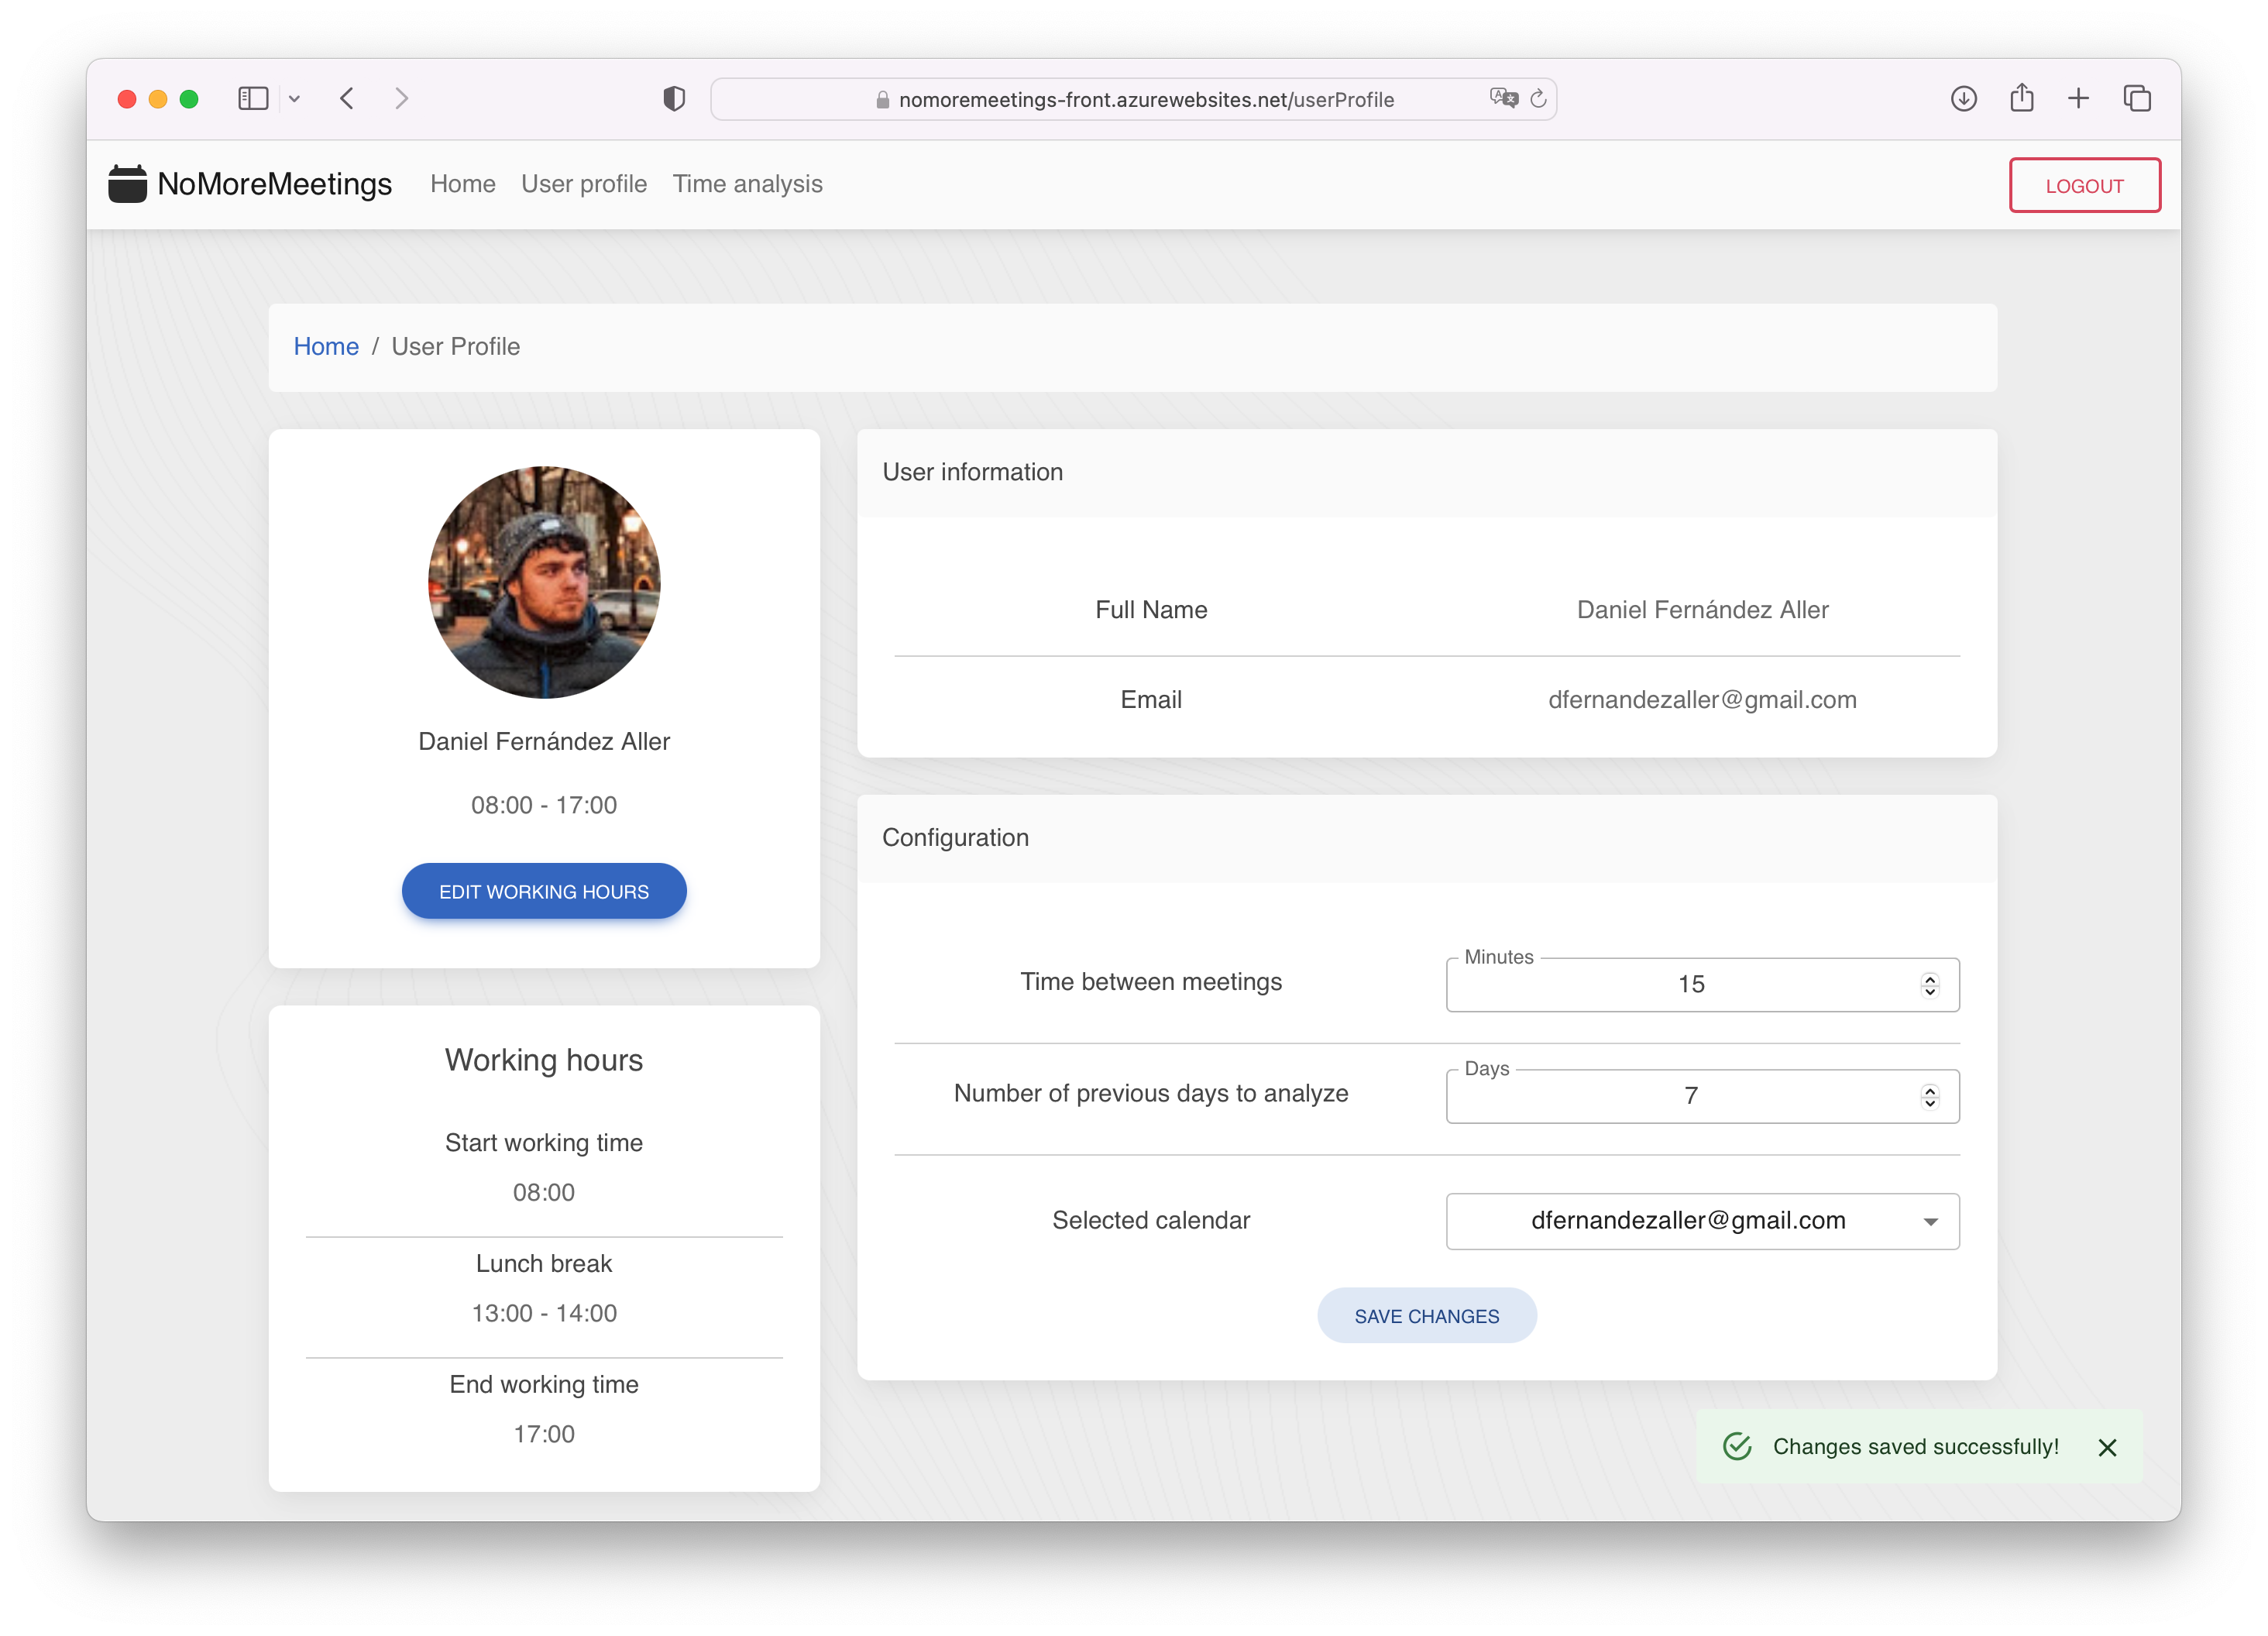 nomoremeetings-front.azurewebsites.net/userProfile
NoMoreMeetings Home User profile Time analysis LOGOUT
Home / User Profile
Daniel Fernández Aller
08:00 - 17:00
EDIT WORKING HOURS
Working hours
Start working time
08:00
Lunch break
13:00 - 14:00
End working time
17:00
User information
Full Name Daniel Fernández Aller
Email dfernandezaller@gmail.com
Configuration
Minutes
Time between meetings 15
Days
Number of previous days to analyze 7
Selected calendar dfernandezaller@gmail.com
SAVE CHANGES
Changes saved successfully!